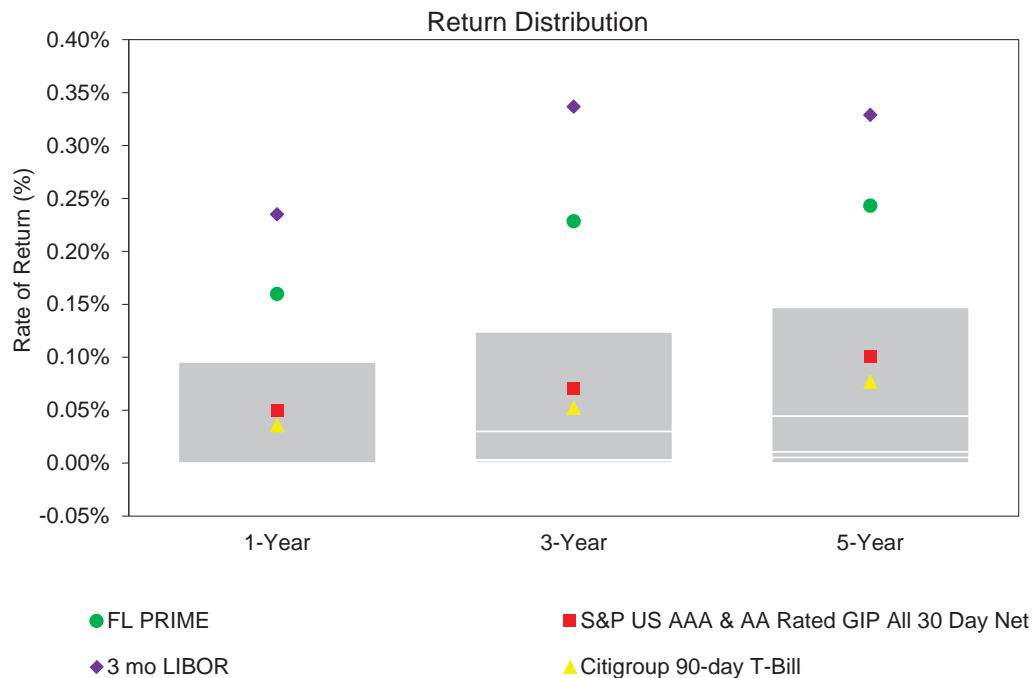 Return Distribution
0.40%
0.35%
0.30%
0.25%
0.20%
0.15%
0.10%
0.05%
0.00%
-0.05%
Rate of Return (%)
1-Year 3-Year 5-Year
FL PRIME S&P US AAA & AA Rated GIP All 30 Day Net
3 mo LIBOR Citigroup 90-day T-Bill